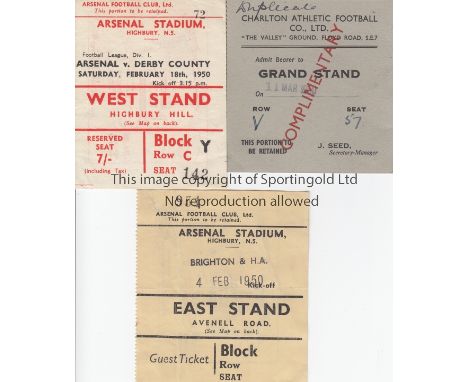 ARSENAL FOOTBALL CLUB, Ltd.
This portion to be retained.
ARSENAL STADIUM, 72
HIGHBURY, N.5.
Football League, Div. I.
ARSENAL v. DERBY COUNTY
SATURDAY, FEBRUARY 18th, 1950
Kick off 3.15 p.m.
WEST STAND
HIGHBURY HILL.
(See Map on back).
RESERVED
SEAT
7/-
(Including Tax)
Block Y
Row C
SEAT 142
Duplicate
CHARLTON ATHLETIC FOOTBALL
CO., LTD.
"THE VALLEY" GROUND, FLOYD ROAD, S.E.7
Admit Bearer to
GRAND STAND
On 31 MAR
ROW SEAT
V 57
COMPLIMENTARY
THIS PORTION TO
BE RETAINED
J. SEED,
Secretary-Manager
This image copyright of Sportingold Ltd
No reproduction allowed
ARSENAL FOOTBALL CLUB, Ltd.
This portion to be retained.
ARSENAL STADIUM,
HIGHBURY, N.5.
BRIGHTON & H.A.
4 FEB 1950
Kick-off
EAST STAND
AVENELL ROAD.
(See Map on back).
Guest Ticket
Block
Row
SEAT